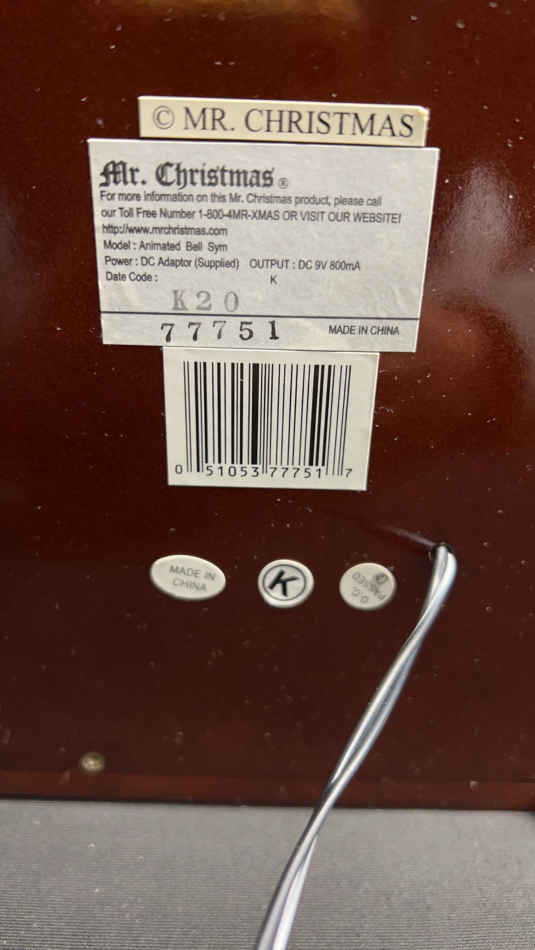 © MR. CHRISTMAS
Mr. Christmas ®
For more information on this Mr. Christmas product, please call
our Toll Free Number 1-800-4MR-XMAS OR VISIT OUR WEBSITE!
http://www.mrchristmas.com
Model : Animated Bell Sym
Power : DC Adaptor (Supplied) OUTPUT : DC 9V 800mA
Date Code : K
K20
77751 MADE IN CHINA
0 51053 77751 7
MADE IN
CHINA
K
Q.C.
PASSED